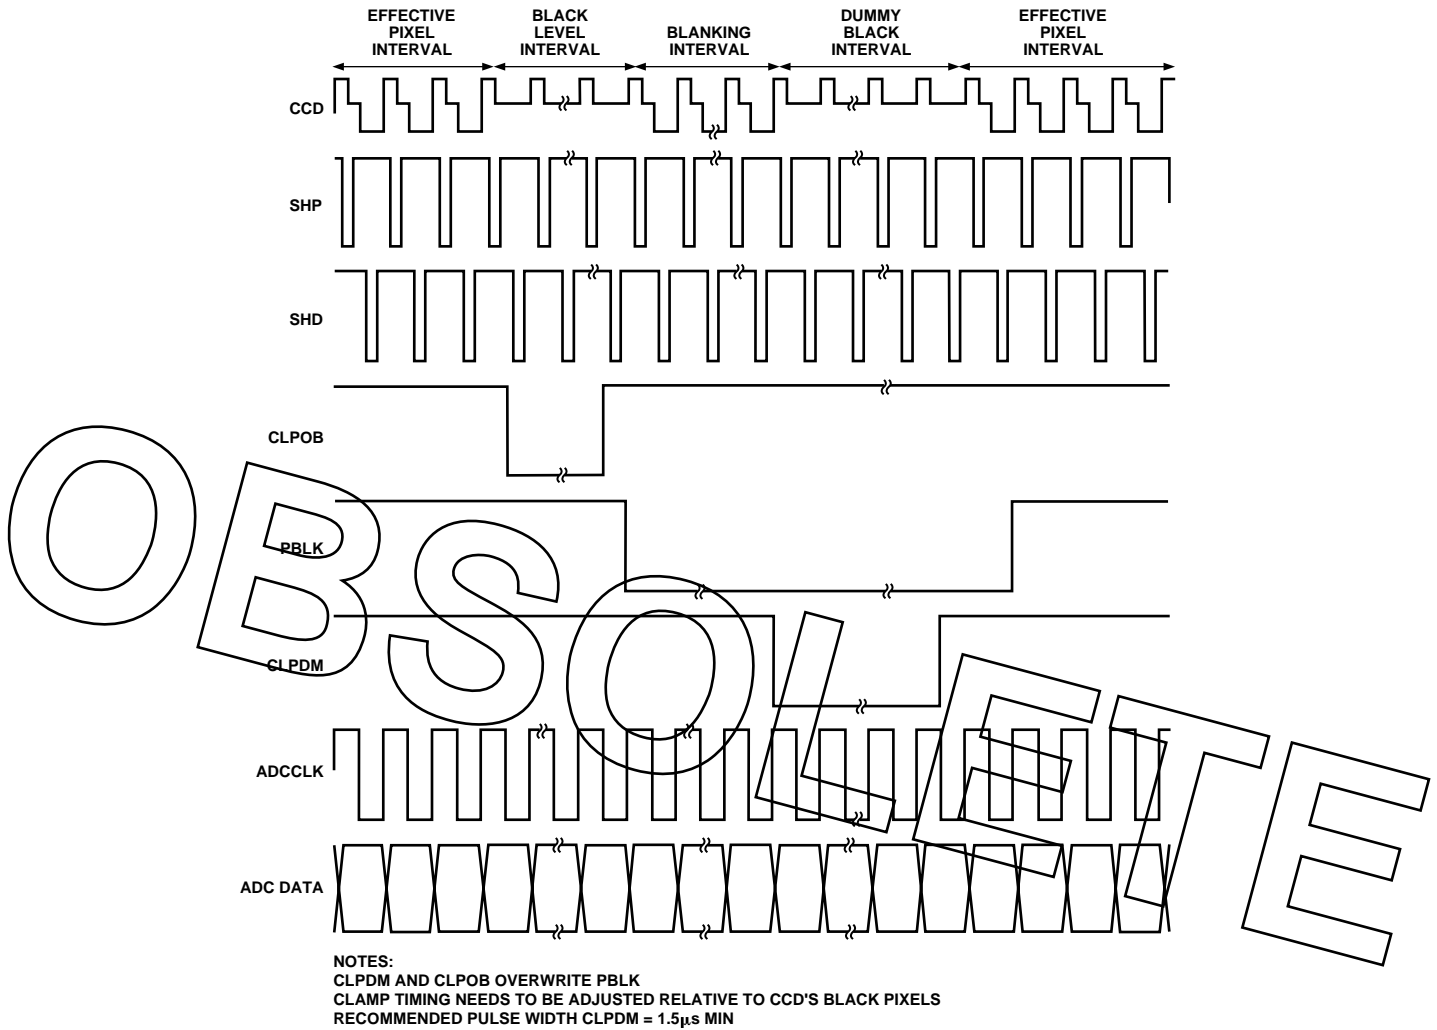 EFFECTIVE
PIXEL
INTERVAL
BLACK
LEVEL
INTERVAL
BLANKING
INTERVAL
DUMMY
BLACK
INTERVAL
EFFECTIVE
PIXEL
INTERVAL
CCD
SHP
SHD
CLPOB
PBLK
CLPDM
ADCCLK
ADC DATA
OBSOLETE
NOTES:
CLPDM AND CLPOB OVERWRITE PBLK
CLAMP TIMING NEEDS TO BE ADJUSTED RELATIVE TO CCD'S BLACK PIXELS
RECOMMENDED PULSE WIDTH CLPDM = 1.5μs MIN